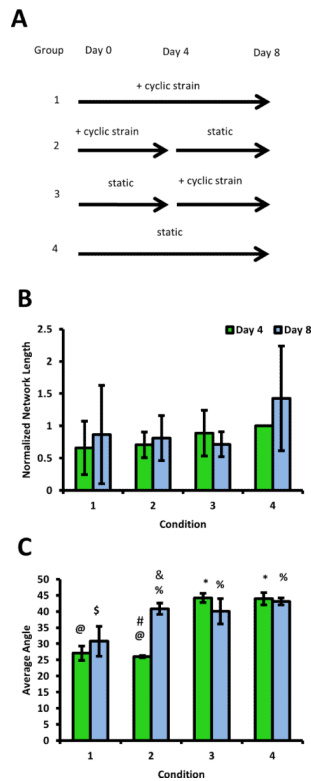 A
Group Day 0 Day 4 Day 8
1 + cyclic strain
2 + cyclic strain static
3 static + cyclic strain
4 static
B
Day 4 Day 8
Normalized Network Length
2.5
2
1.5
1
0.5
0
1 2 3 4
Condition
C
Average Angle
50
45
40
35
30
25
20
15
10
5
0
@ $ # @ & % * % * %
1 2 3 4
Condition